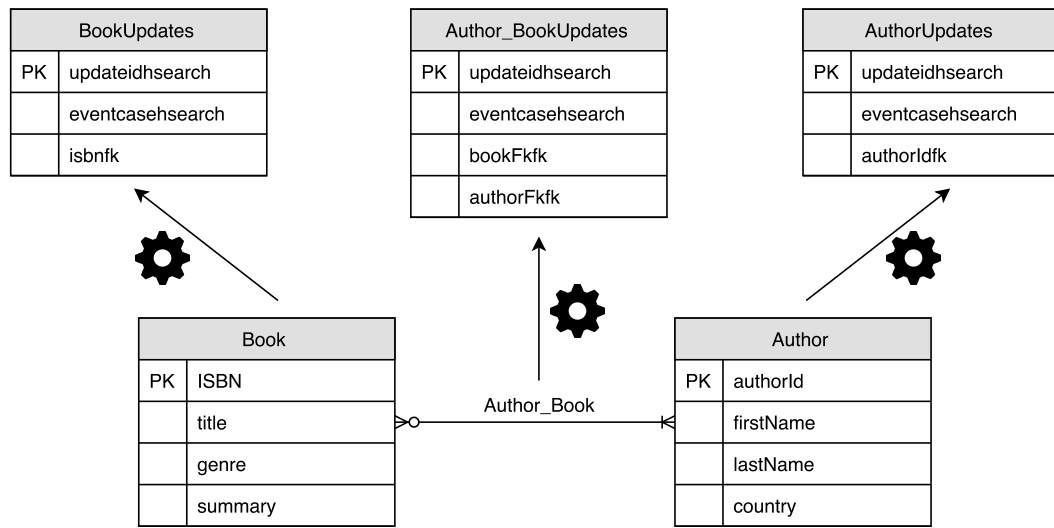 BookUpdates
PK updateidhsearch
eventcasehsearch
isbnfk
Author_BookUpdates
PK updateidhsearch
eventcasehsearch
bookFkfk
authorFkfk
AuthorUpdates
PK updateidhsearch
eventcasehsearch
authorIdfk
Book
PK ISBN
title
genre
summary
Author_Book
Author
PK authorId
firstName
lastName
country